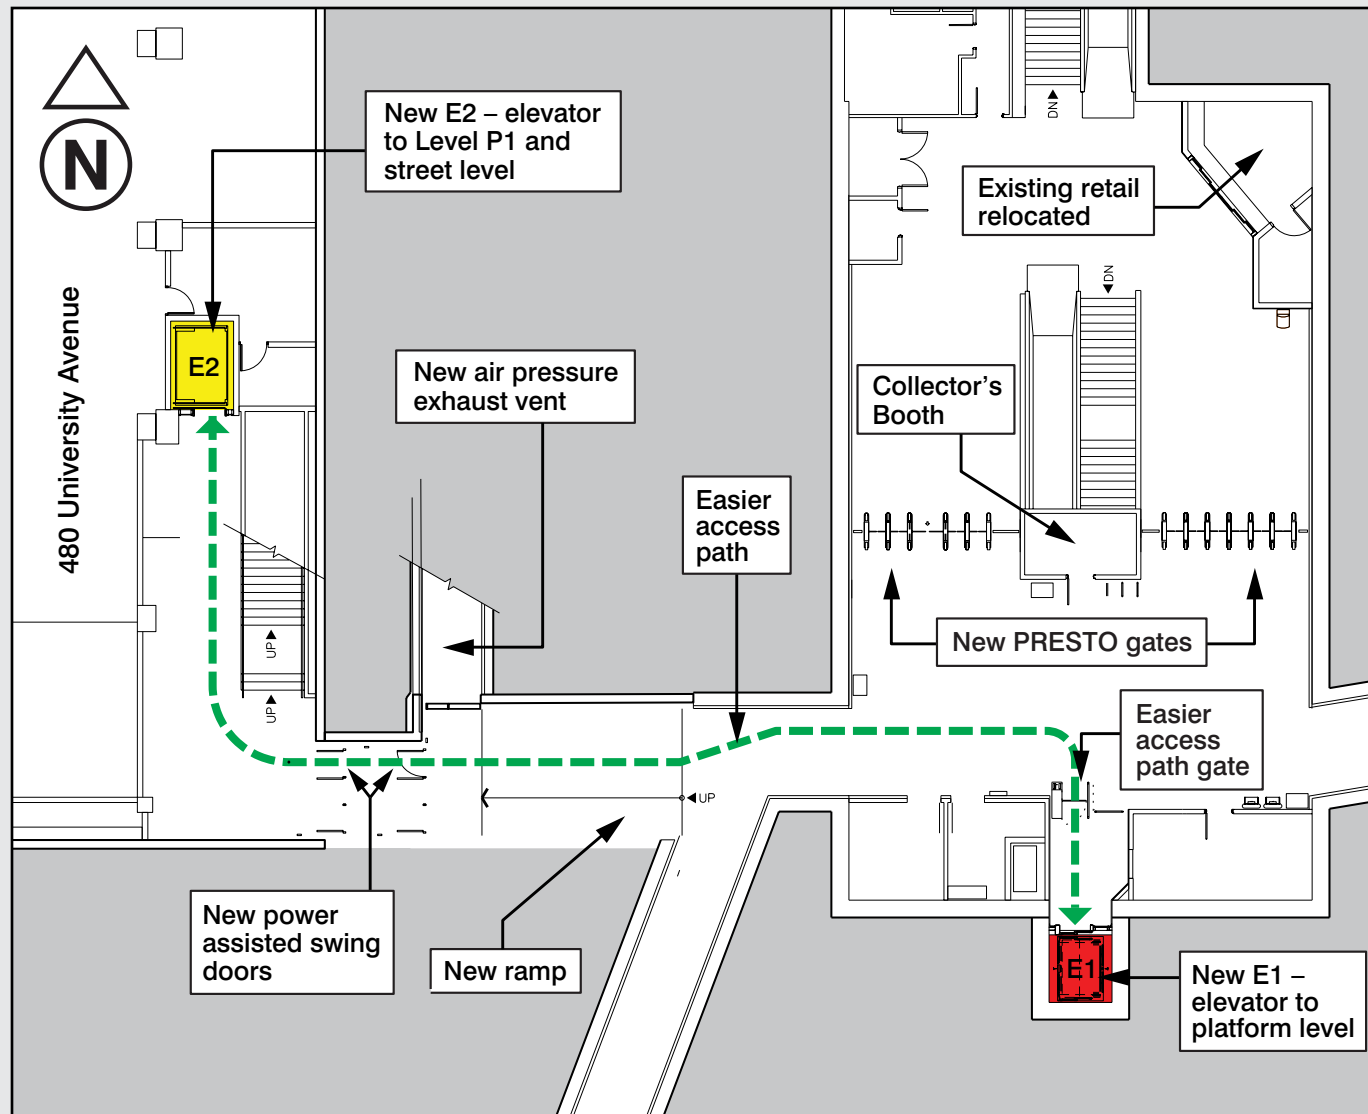 N
480 University Avenue
New E2 – elevator
to Level P1 and
street level
E2
New air pressure
exhaust vent
Existing retail
relocated
DN
DN
Collector's
Booth
Easier
access
path
New PRESTO gates
UP
UP
UP
Easier
access
path gate
New power
assisted swing
doors
New ramp
E1
New E1 –
elevator to
platform level